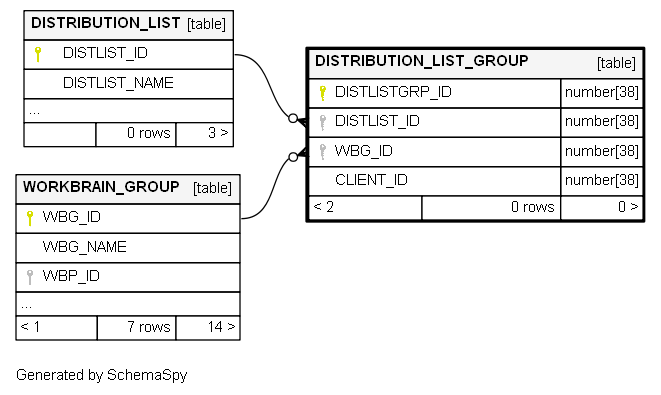 DISTRIBUTION_LIST [table]
DISTLIST_ID
DISTLIST_NAME
...
0 rows 3 >
DISTRIBUTION_LIST_GROUP [table]
DISTLISTGRP_ID number[38]
DISTLIST_ID number[38]
WBG_ID number[38]
CLIENT_ID number[38]
< 2 0 rows 0 >
WORKBRAIN_GROUP [table]
WBG_ID
WBG_NAME
WBP_ID
...
< 1 7 rows 14 >
Generated by SchemaSpy